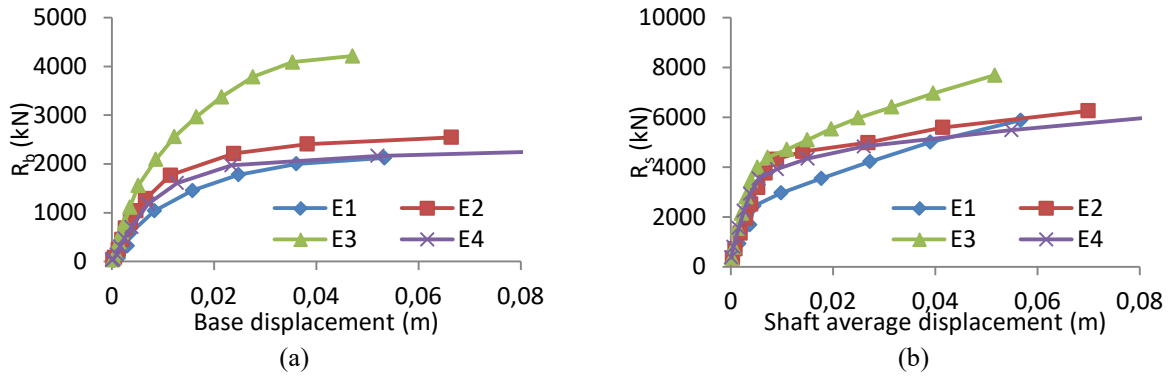 5000
4000
3000
2000
1000
0
R_b (kN)
0 0,02 0,04 0,06 0,08
Base displacement (m)
E1 E2
E3 E4
(a)
10000
8000
6000
4000
2000
0
R_s (kN)
0 0,02 0,04 0,06 0,08
Shaft average displacement (m)
E1 E2
E3 E4
(b)